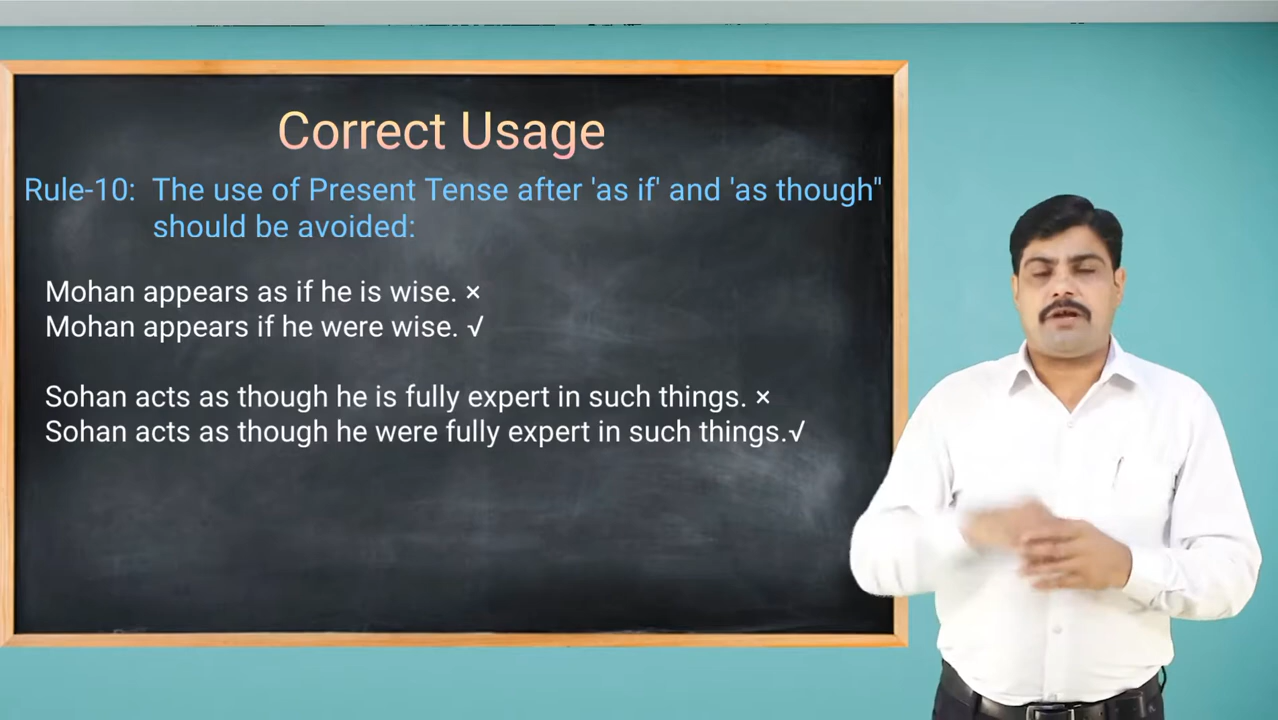 Correct Usage
Rule-10: The use of Present Tense after 'as if' and 'as though"
should be avoided:
Mohan appears as if he is wise. ×
Mohan appears if he were wise. √
Sohan acts as though he is fully expert in such things. ×
Sohan acts as though he were fully expert in such things.√